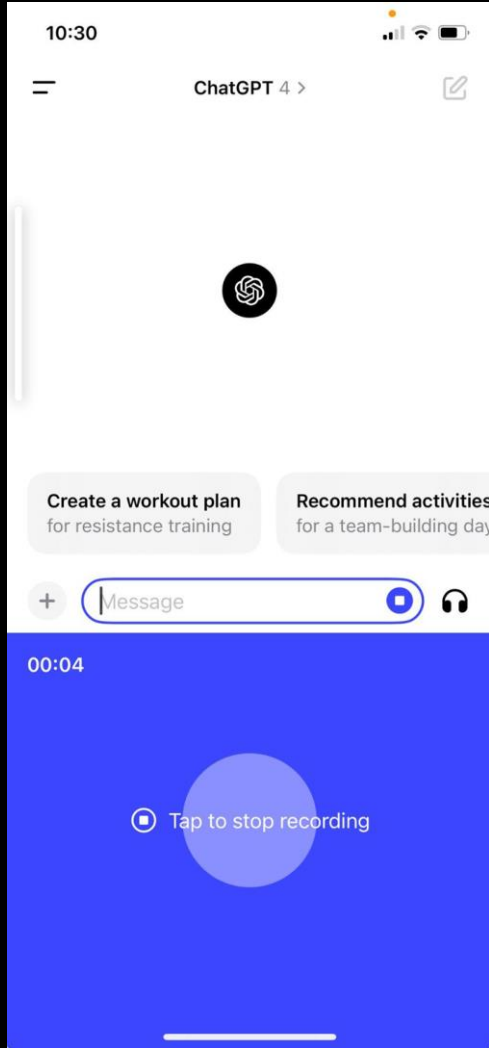 10:30
ChatGPT 4 >
Create a workout plan
for resistance training
Recommend activities
for a team-building day
Message
00:04
Tap to stop recording